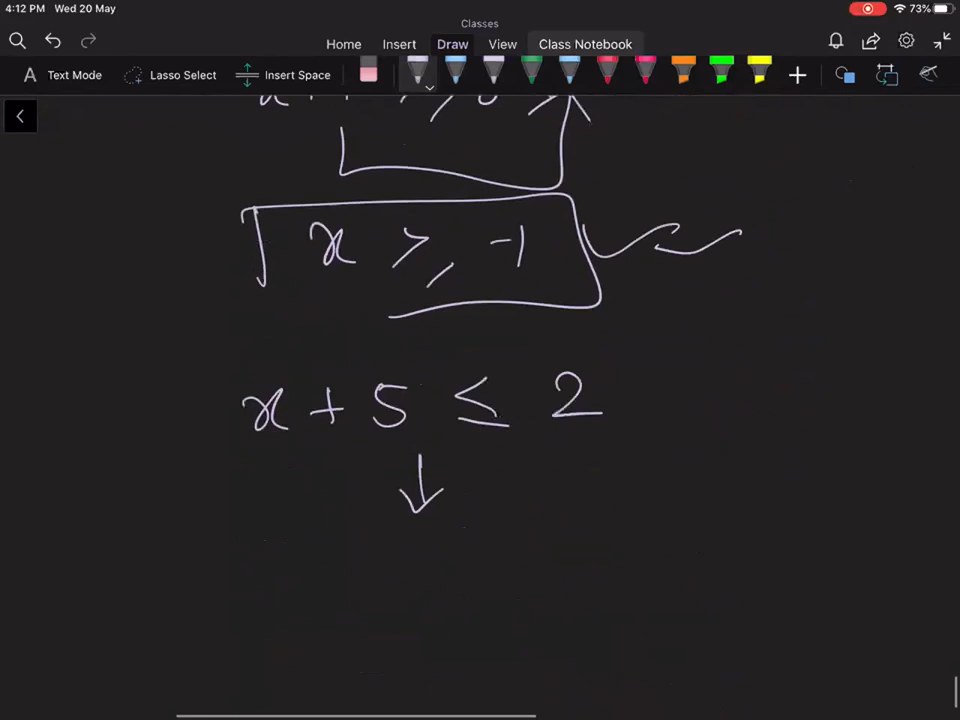 4:12 PM Wed 20 May 73%
Classes
Home Insert Draw View Class Notebook
A Text Mode Lasso Select Insert Space
x ≥ -1
x + 5 ≤ 2